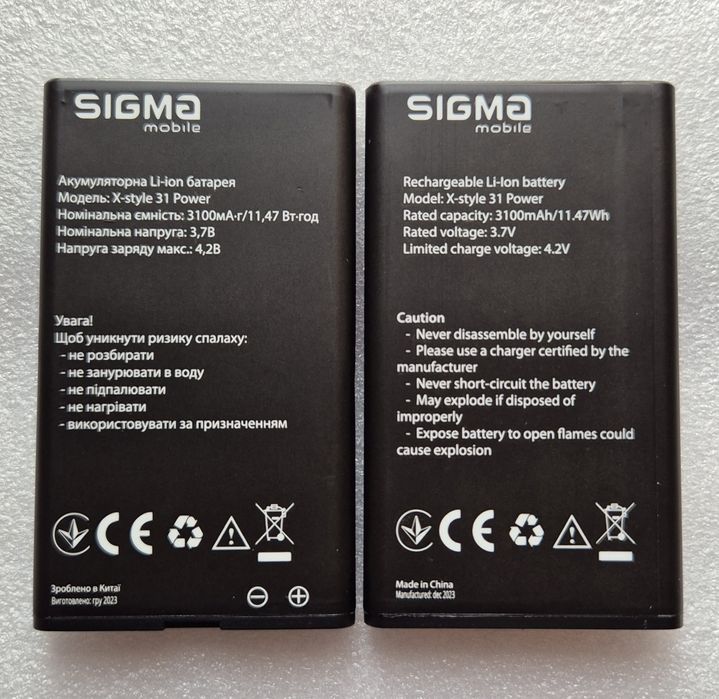 SIGMA
mobile
Акумуляторна Li-ion батарея
Модель: X-style 31 Power
Номінальна ємність: 3100мА·г/11,47 Вт·год
Номінальна напруга: 3,7В
Напруга заряду макс.: 4,2В
Увага!
Щоб уникнути ризику спалаху:
- не розбирати
- не занурювати в воду
- не підпалювати
- не нагрівати
- використовувати за призначенням
CE
Зроблено в Китаї
Виготовлено: гру 2023
SIGMA
mobile
Rechargeable Li-Ion battery
Model: X-style 31 Power
Rated capacity: 3100mAh/11.47Wh
Rated voltage: 3.7V
Limited charge voltage: 4.2V
Caution
- Never disassemble by yourself
- Please use a charger certified by the
manufacturer
- Never short-circuit the battery
- May explode if disposed of
improperly
- Expose battery to open flames could
cause explosion
CE
Made in China
Manufactured: dec 2023